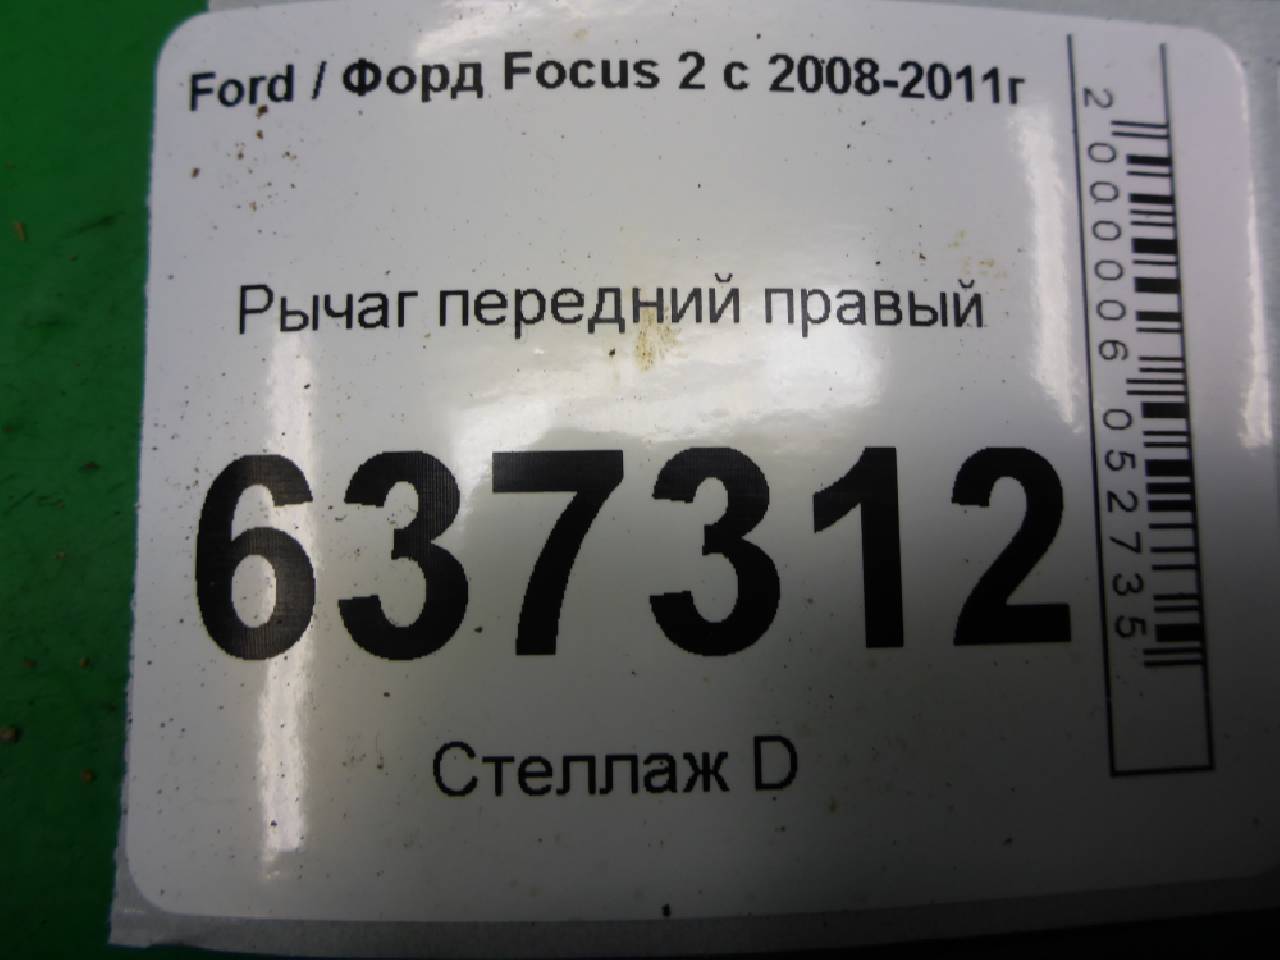 Ford / Форд Focus 2 с 2008-2011г
Рычаг передний правый
637312
Стеллаж D
2000006052735